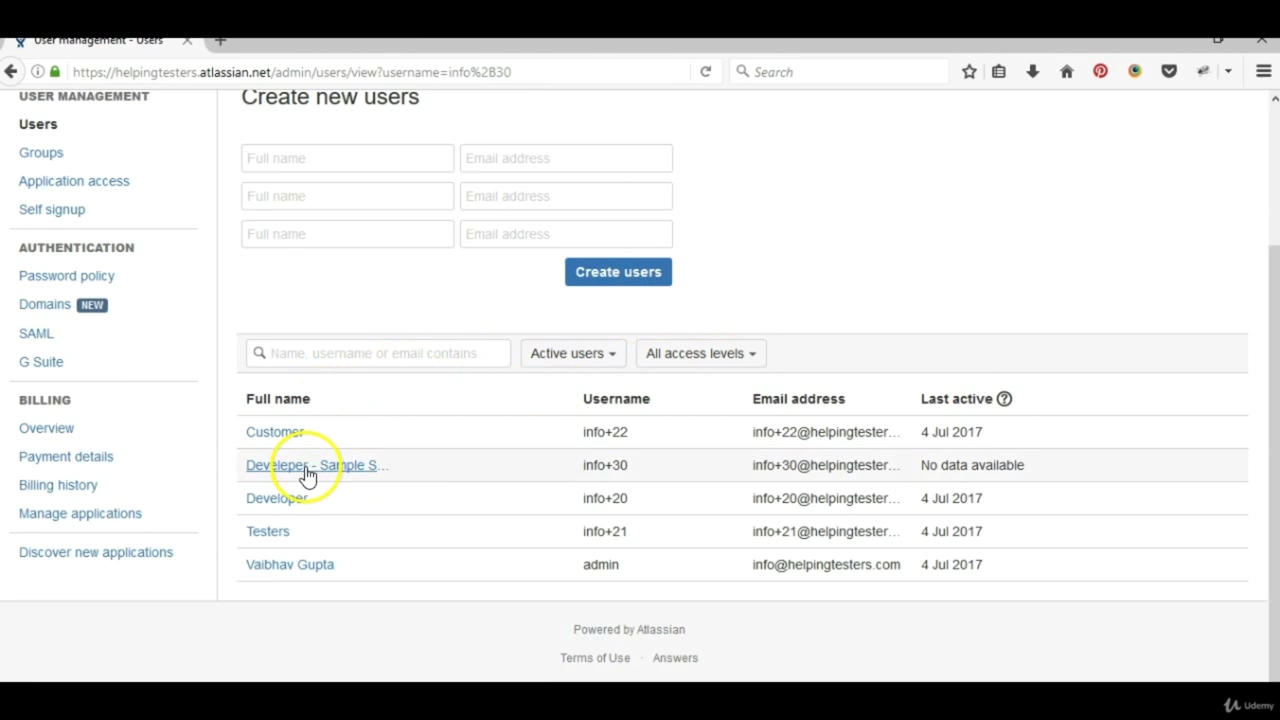 User management - Users
https://helpingtesters.atlassian.net/admin/users/view?username=info%2B30
Search
USER MANAGEMENT
Users
Groups
Application access
Self signup
AUTHENTICATION
Password policy
Domains NEW
SAML
G Suite
BILLING
Overview
Payment details
Billing history
Manage applications
Discover new applications
Create new users
Full name Email address
Full name Email address
Full name Email address
Create users
Name, username or email contains Active users All access levels
Full name Username Email address Last active
Customer info+22 info+22@helpingtester... 4 Jul 2017
Develeper - Sample S... info+30 info+30@helpingtester... No data available
Developer info+20 info+20@helpingtester... 4 Jul 2017
Testers info+21 info+21@helpingtester... 4 Jul 2017
Vaibhav Gupta admin info@helpingtesters.com 4 Jul 2017
Powered by Atlassian
Terms of Use · Answers
Udemy